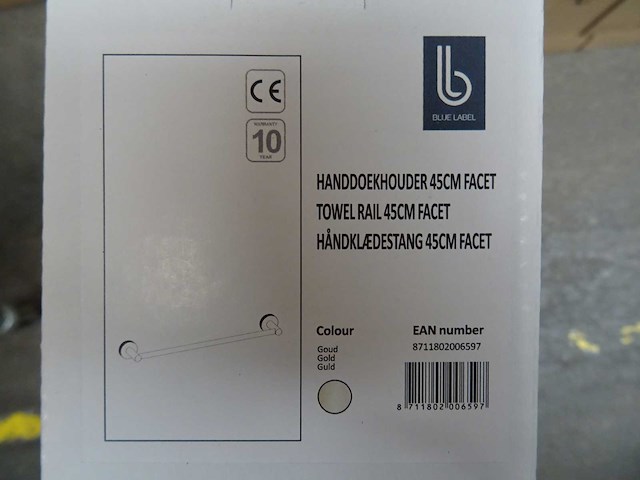 CE
WARRANTY
10
YEAR
b
BLUE LABEL
HANDDOEKHOUDER 45CM FACET
TOWEL RAIL 45CM FACET
HÅNDKLÆDESTANG 45CM FACET
Colour
Goud
Gold
Guld
EAN number
8711802006597
8 711802 006597